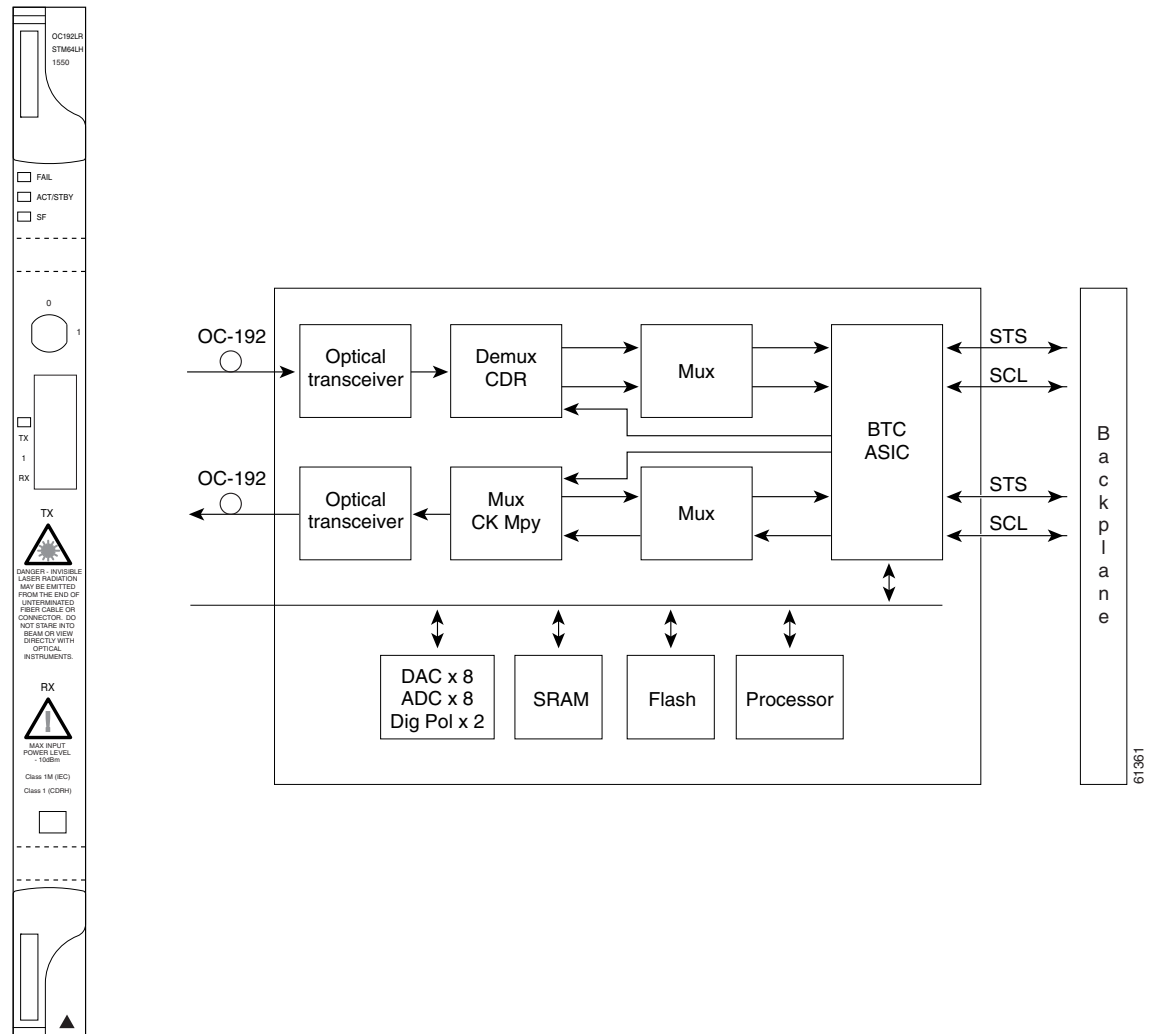 OC192LR
STM64LH
1550
FAIL
ACT/STBY
SF
0
1
TX
1
RX
TX
DANGER - INVISIBLE
LASER RADIATION
MAY BE EMITTED
FROM THE END OF
UNTERMINATED
FIBER CABLE OR
CONNECTOR. DO
NOT STARE INTO
BEAM OR VIEW
DIRECTLY WITH
OPTICAL
INSTRUMENTS.
RX
!
MAX INPUT
POWER LEVEL
- 10dBm
Class 1M (IEC)
Class 1 (CDRH)
OC-192
Optical
transceiver
Demux
CDR
Mux
BTC
ASIC
STS
SCL
OC-192
Optical
transceiver
Mux
CK Mpy
Mux
STS
SCL
DAC x 8
ADC x 8
Dig Pol x 2
SRAM
Flash
Processor
Backplane
61361